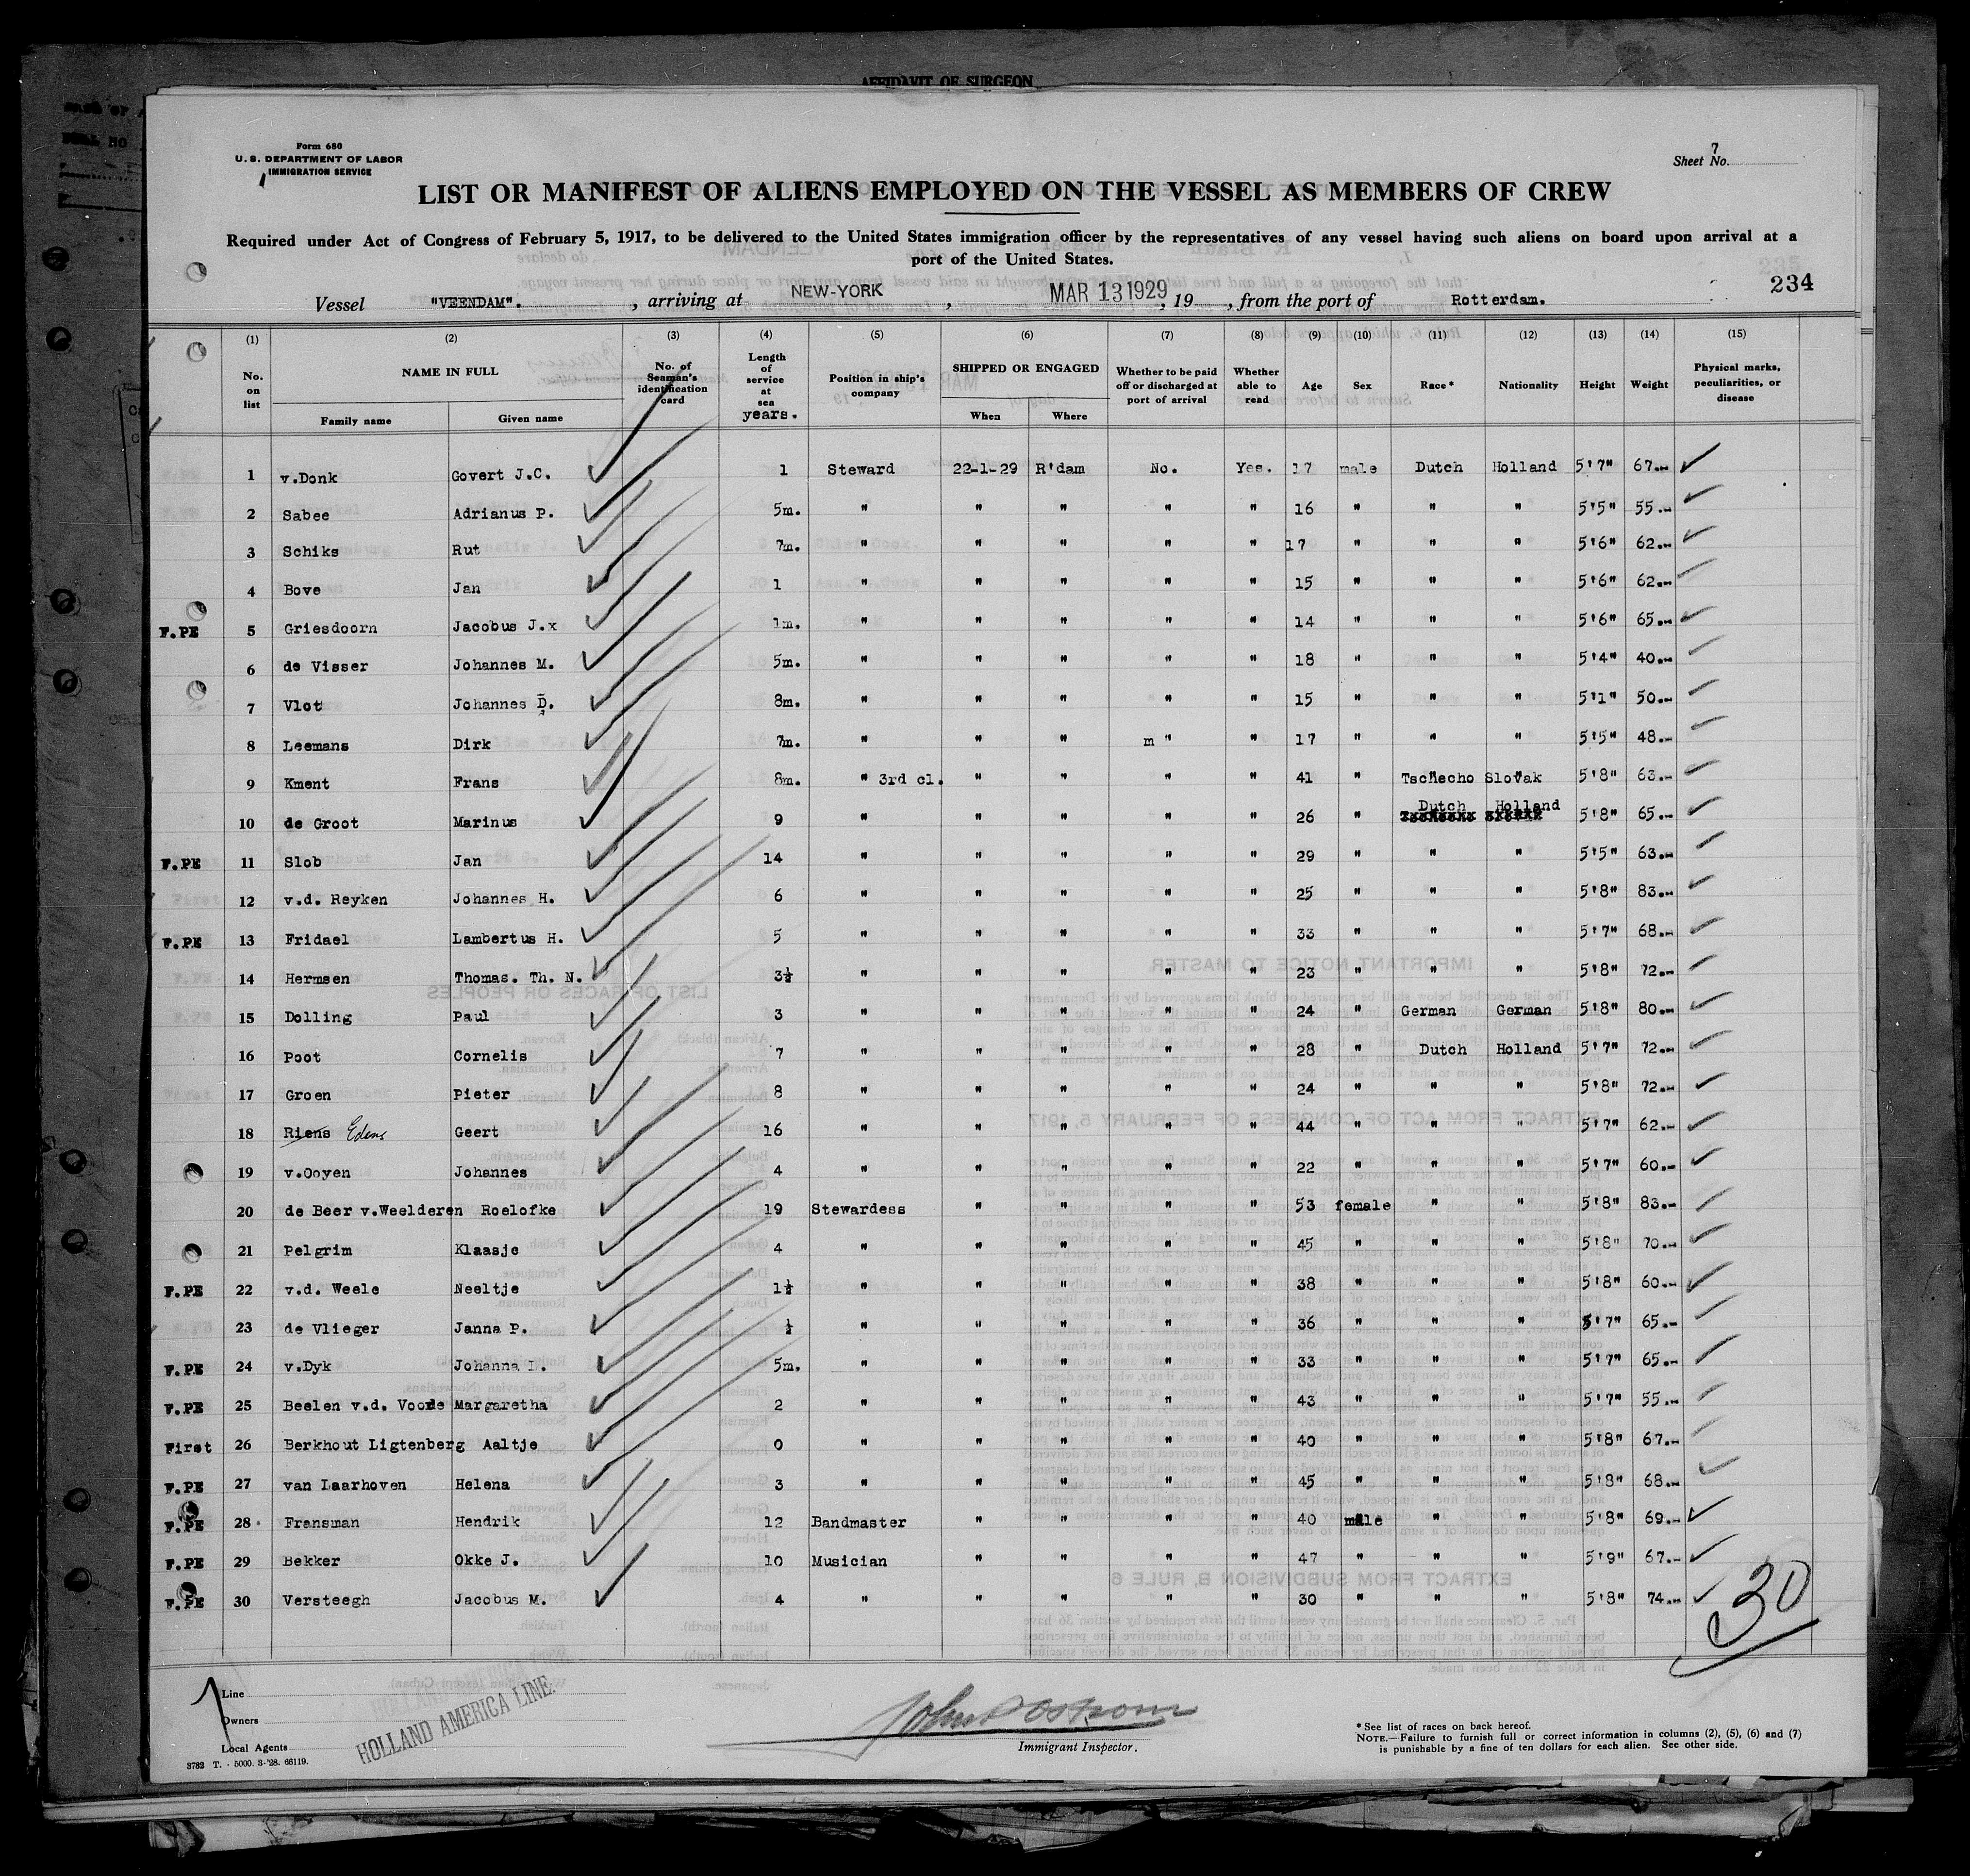 AFFIDAVIT OF SURGEON
Form 680
U. S. DEPARTMENT OF LABOR
IMMIGRATION SERVICE
Sheet No. 7
LIST OR MANIFEST OF ALIENS EMPLOYED ON THE VESSEL AS MEMBERS OF CREW
Required under Act of Congress of February 5, 1917, to be delivered to the United States immigration officer by the representatives of any vessel having such aliens on board upon arrival at a
port of the United States.
234
Vessel "VEENDAM". , arriving at NEW-YORK , MAR 13 1929, 19 , from the port of Rotterdam.
(1) (2) (3) (4) (5) (6) (7) (8) (9) (10) (11) (12) (13) (14) (15)
No. on list NAME IN FULL Family name Given name No. of Seaman's identification card Length of service at sea years. Position in ship's company SHIPPED OR ENGAGED When Where Whether to be paid off or discharged at port of arrival Whether able to read Age Sex Race* Nationality Height Weight Physical marks, peculiarities, or disease
1 v.Donk Govert J.C. 1 Steward 22-1-29 R'dam No. Yes. 17 male Dutch Holland 5'7" 67.-
2 Sabee Adrianus P. 5m. " " " " " 16 " " " 5'5" 55.-
3 Schiks Rut 7m. " " " " " 17 " " " 5'6" 62.-
4 Bove Jan 1 " " " " " 15 " " " 5'6" 62.-
F.PE 5 Griesdoorn Jacobus J.x 1m. " " " " " 14 " " " 5'6" 65.-
6 de Visser Johannes M. 5m. " " " " " 18 " " " 5'4" 40.-
7 Vlot Johannes D. 8m. " " " " " 15 " " " 5'1" 50.-
8 Leemans Dirk 7m. " " " m " " 17 " " " 5'5" 48.-
9 Kment Frans 8m. " 3rd cl. " " " " 41 " Tschecho Slovak 5'8" 63.-
10 de Groot Marinus 9 " " " " " 26 " Dutch Holland 5'8" 65.-
F.PE 11 Slob Jan 14 " " " " " 29 " " " 5'5" 63.-
12 v.d. Reyken Johannes H. 6 " " " " " 25 " " " 5'8" 83.-
F.PE 13 Fridael Lambertus H. 5 " " " " " 33 " " " 5'7" 68.-
14 Hermsen Thomas. Th. N. 3½ " " " " " 23 " " " 5'8" 72.-
15 Dolling Paul 3 " " " " " 24 " German German 5'8" 80.-
16 Poot Cornelis 7 " " " " " 28 " Dutch Holland 5'7" 72.-
17 Groen Pieter 8 " " " " " 24 " " " 5'8" 72.-
18 Riens Edens Geert 16 " " " " " 44 " " " 5'7" 62.-
19 v.Ooyen Johannes 4 " " " " " 22 " " " 5'7" 60.-
20 de Beer v.Weelderen Roelofke 19 Stewardess " " " " 53 female " " 5'8" 83.-
21 Pelgrim Klaasje 4 " " " " " 45 " " " 5'8" 70.-
F.PE 22 v.d. Weele Neeltje 1½ " " " " " 38 " " " 5'8" 60.-
23 de Vlieger Janna P. ½ " " " " " 36 " " " 5'7" 65.-
F.PE 24 v.Dyk Johanna I. 5m. " " " " " 33 " " " 5'7" 65.-
F.PE 25 Beelen v.d. Voorde Margaretha 2 " " " " " 43 " " " 5'7" 55.-
First 26 Berkhout Ligtenberg Aaltje 0 " " " " " 40 " " " 5'8" 67.-
F.PE 27 van Laarhoven Helena 3 " " " " " 45 " " " 5'8" 68.-
F.PE 28 Fransman Hendrik 12 Bandmaster " " " " 40 male " " 5'8" 69.-
F.PE 29 Bekker Okke J. 10 Musician " " " " 47 " " " 5'9" 67.-
F.PE 30 Versteegh Jacobus M. 4 " " " " " 30 " " " 5'8" 74.-
30
Line
Owners
Local Agents
HOLLAND AMERICA LINE.
3782 T. - 5000. 3-'28. 66119.
Immigrant Inspector.
* See list of races on back hereof.
NOTE.—Failure to furnish full or correct information in columns (2), (5), (6) and (7)
is punishable by a fine of ten dollars for each alien. See other side.